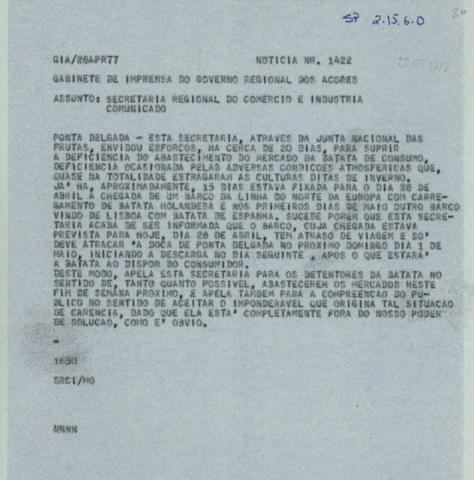 SP 2.15.6.0
GIA/28APR77 NOTICIA NR. 1422
GABINETE DE IMPRENSA DO GOVERNO REGIONAL DOS AÇORES
ASSUNTO: SECRETARIA REGIONAL DO COMERCIO E INDUSTRIA
COMUNICADO
PONTA DELGADA - ESTA SECRETARIA, ATRAVES DA JUNTA NACIONAL DAS
FRUTAS, ENVIDOU ESFORCOS, HA CERCA DE 20 DIAS, PARA SUPRIR
A DEFICIENCIA DO ABASTECIMENTO DO MERCADO DA BATATA DE CONSUMO,
DEFICIENCIA OCASIONADA PELAS ADVERSAS CONDICOES ATMOSFERICAS QUE,
QUASE NA TOTALIDADE ESTRAGARAM AS CULTURAS DITAS DE INVERNO.
JA' HA, APROXIMADAMENTE, 15 DIAS ESTAVA FIXADA PARA O DIA 28 DE
ABRIL A CHEGADA DE UM BARCO DA LINHA DO NORTE DA EUROPA COM CARRE-
GAMENTO DE BATATA HOLANDESA E NOS PRIMEIROS DIAS DE MAIO OUTRO BARCO
VINDO DE LISBOA COM BATATA DE ESPANHA. SUCEDE POREM QUE ESTA SECRE-
TARIA ACABA DE SER INFORMADA QUE O BARCO, CUJA CHEGADA ESTAVA
PREVISTA PARA HOJE, DIA 28 DE ABRIL, TEM ATRASO DE VIAGEM E SO'
DEVE ATRACAR 'A DOCA DE PONTA DELGADA NO PROXIMO DOMINGO DIA 1 DE
MAIO, INICIANDO A DESCARGA NO DIA SEGUINTE, APOS O QUE ESTARA'
A BATATA AO DISPOR DO CONSUMIDOR.
DESTE MODO, APELA ESTA SECRETARIA PARA OS DETENTORES DA BATATA NO
SENTIDO DE, TANTO QUANTO POSSIVEL, ABASTECEREM OS MERCADOS NESTE
FIM DE SEMANA PROXIMO, E APELA TAMBEM PARA A COMPREENCAO DO PU-
BLICO NO SENTIDO DE ACEITAR O IMPONDERAVEL QUE ORIGINA TAL SITUACAO
DE CARENCIA, DADO QUE ELA ESTA' COMPLETAMENTE FORA DO NOSSO PODER
DE SOLUCAO, COMO E' OBVIO.
-
1630
SRCI/MO
NNNN